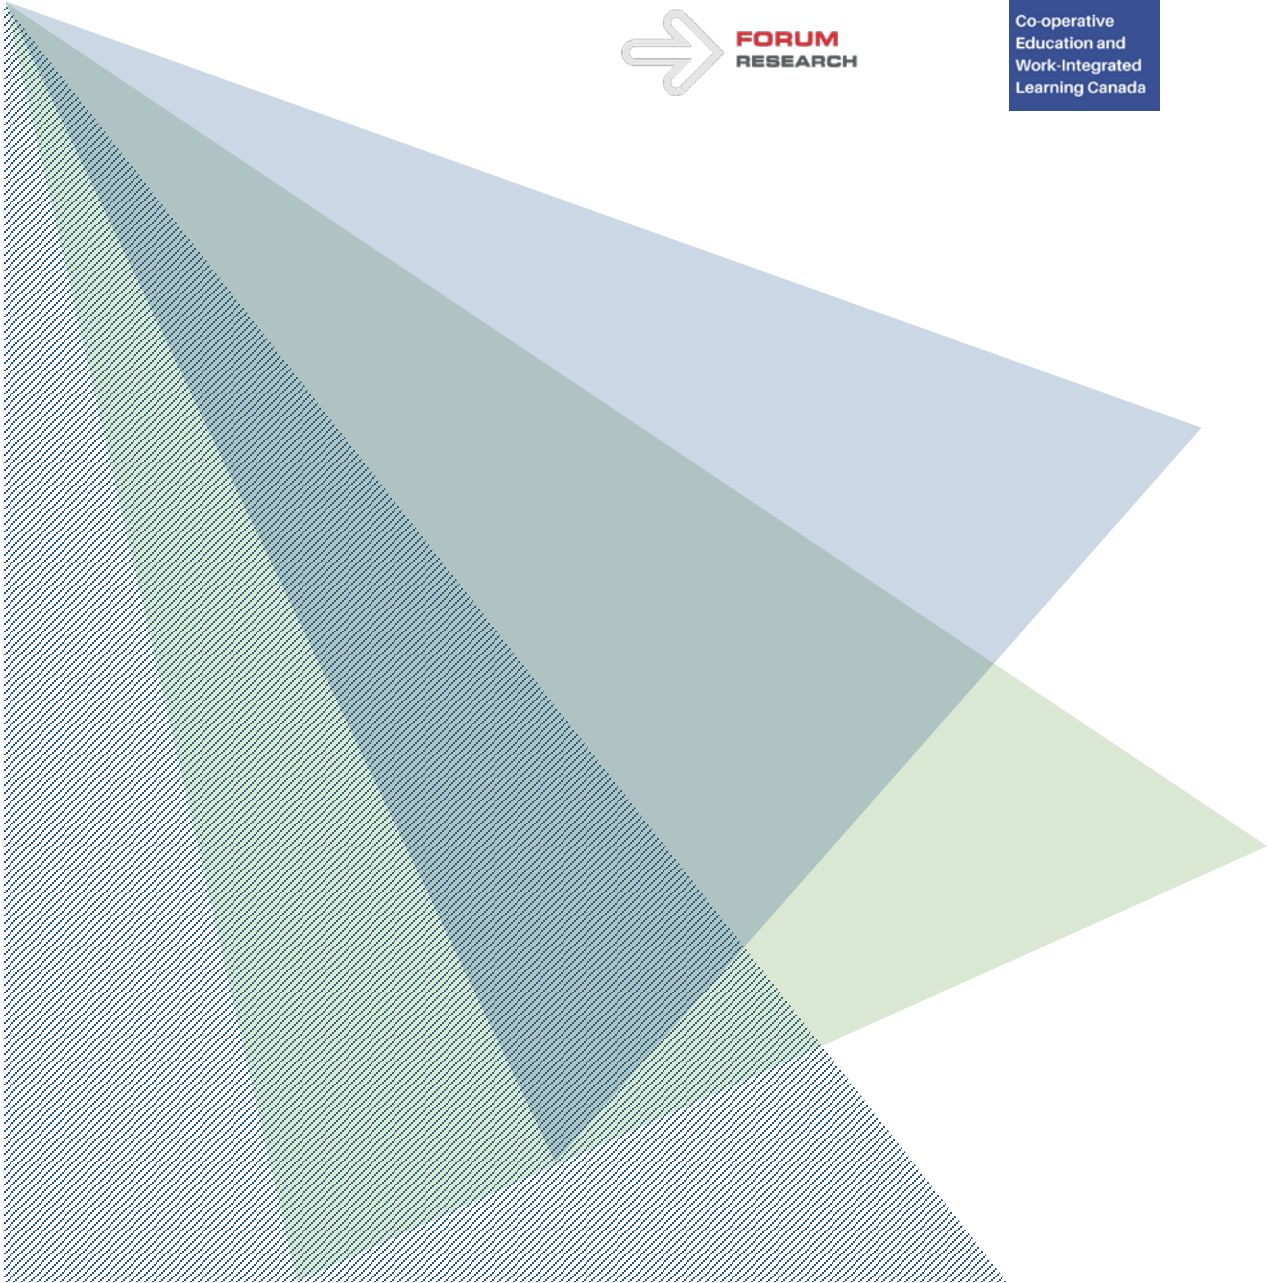 FORUM
RESEARCH
Co-operative
Education and
Work-Integrated
Learning Canada